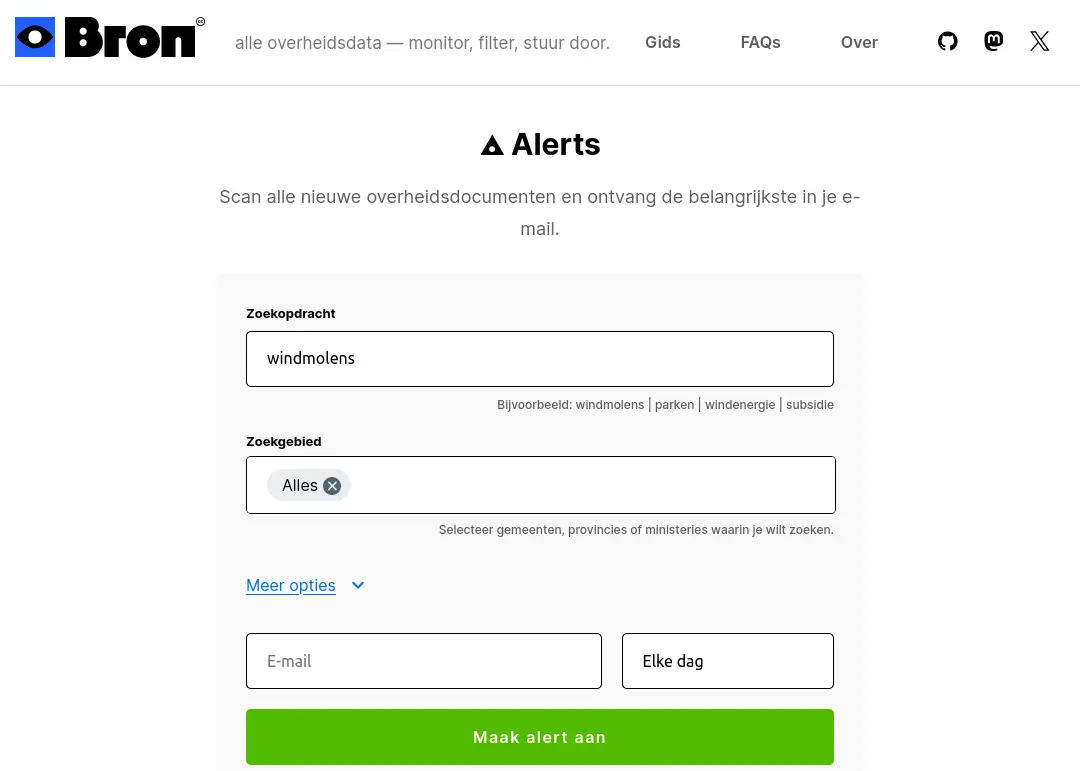 Bron
alle overheidsdata — monitor, filter, stuur door.
Gids
FAQs
Over
Alerts
Scan alle nieuwe overheidsdocumenten en ontvang de belangrijkste in je e-
mail.
Zoekopdracht
windmolens
Bijvoorbeeld: windmolens | parken | windenergie | subsidie
Zoekgebied
Alles
Selecteer gemeenten, provincies of ministeries waarin je wilt zoeken.
Meer opties
E-mail
Elke dag
Maak alert aan